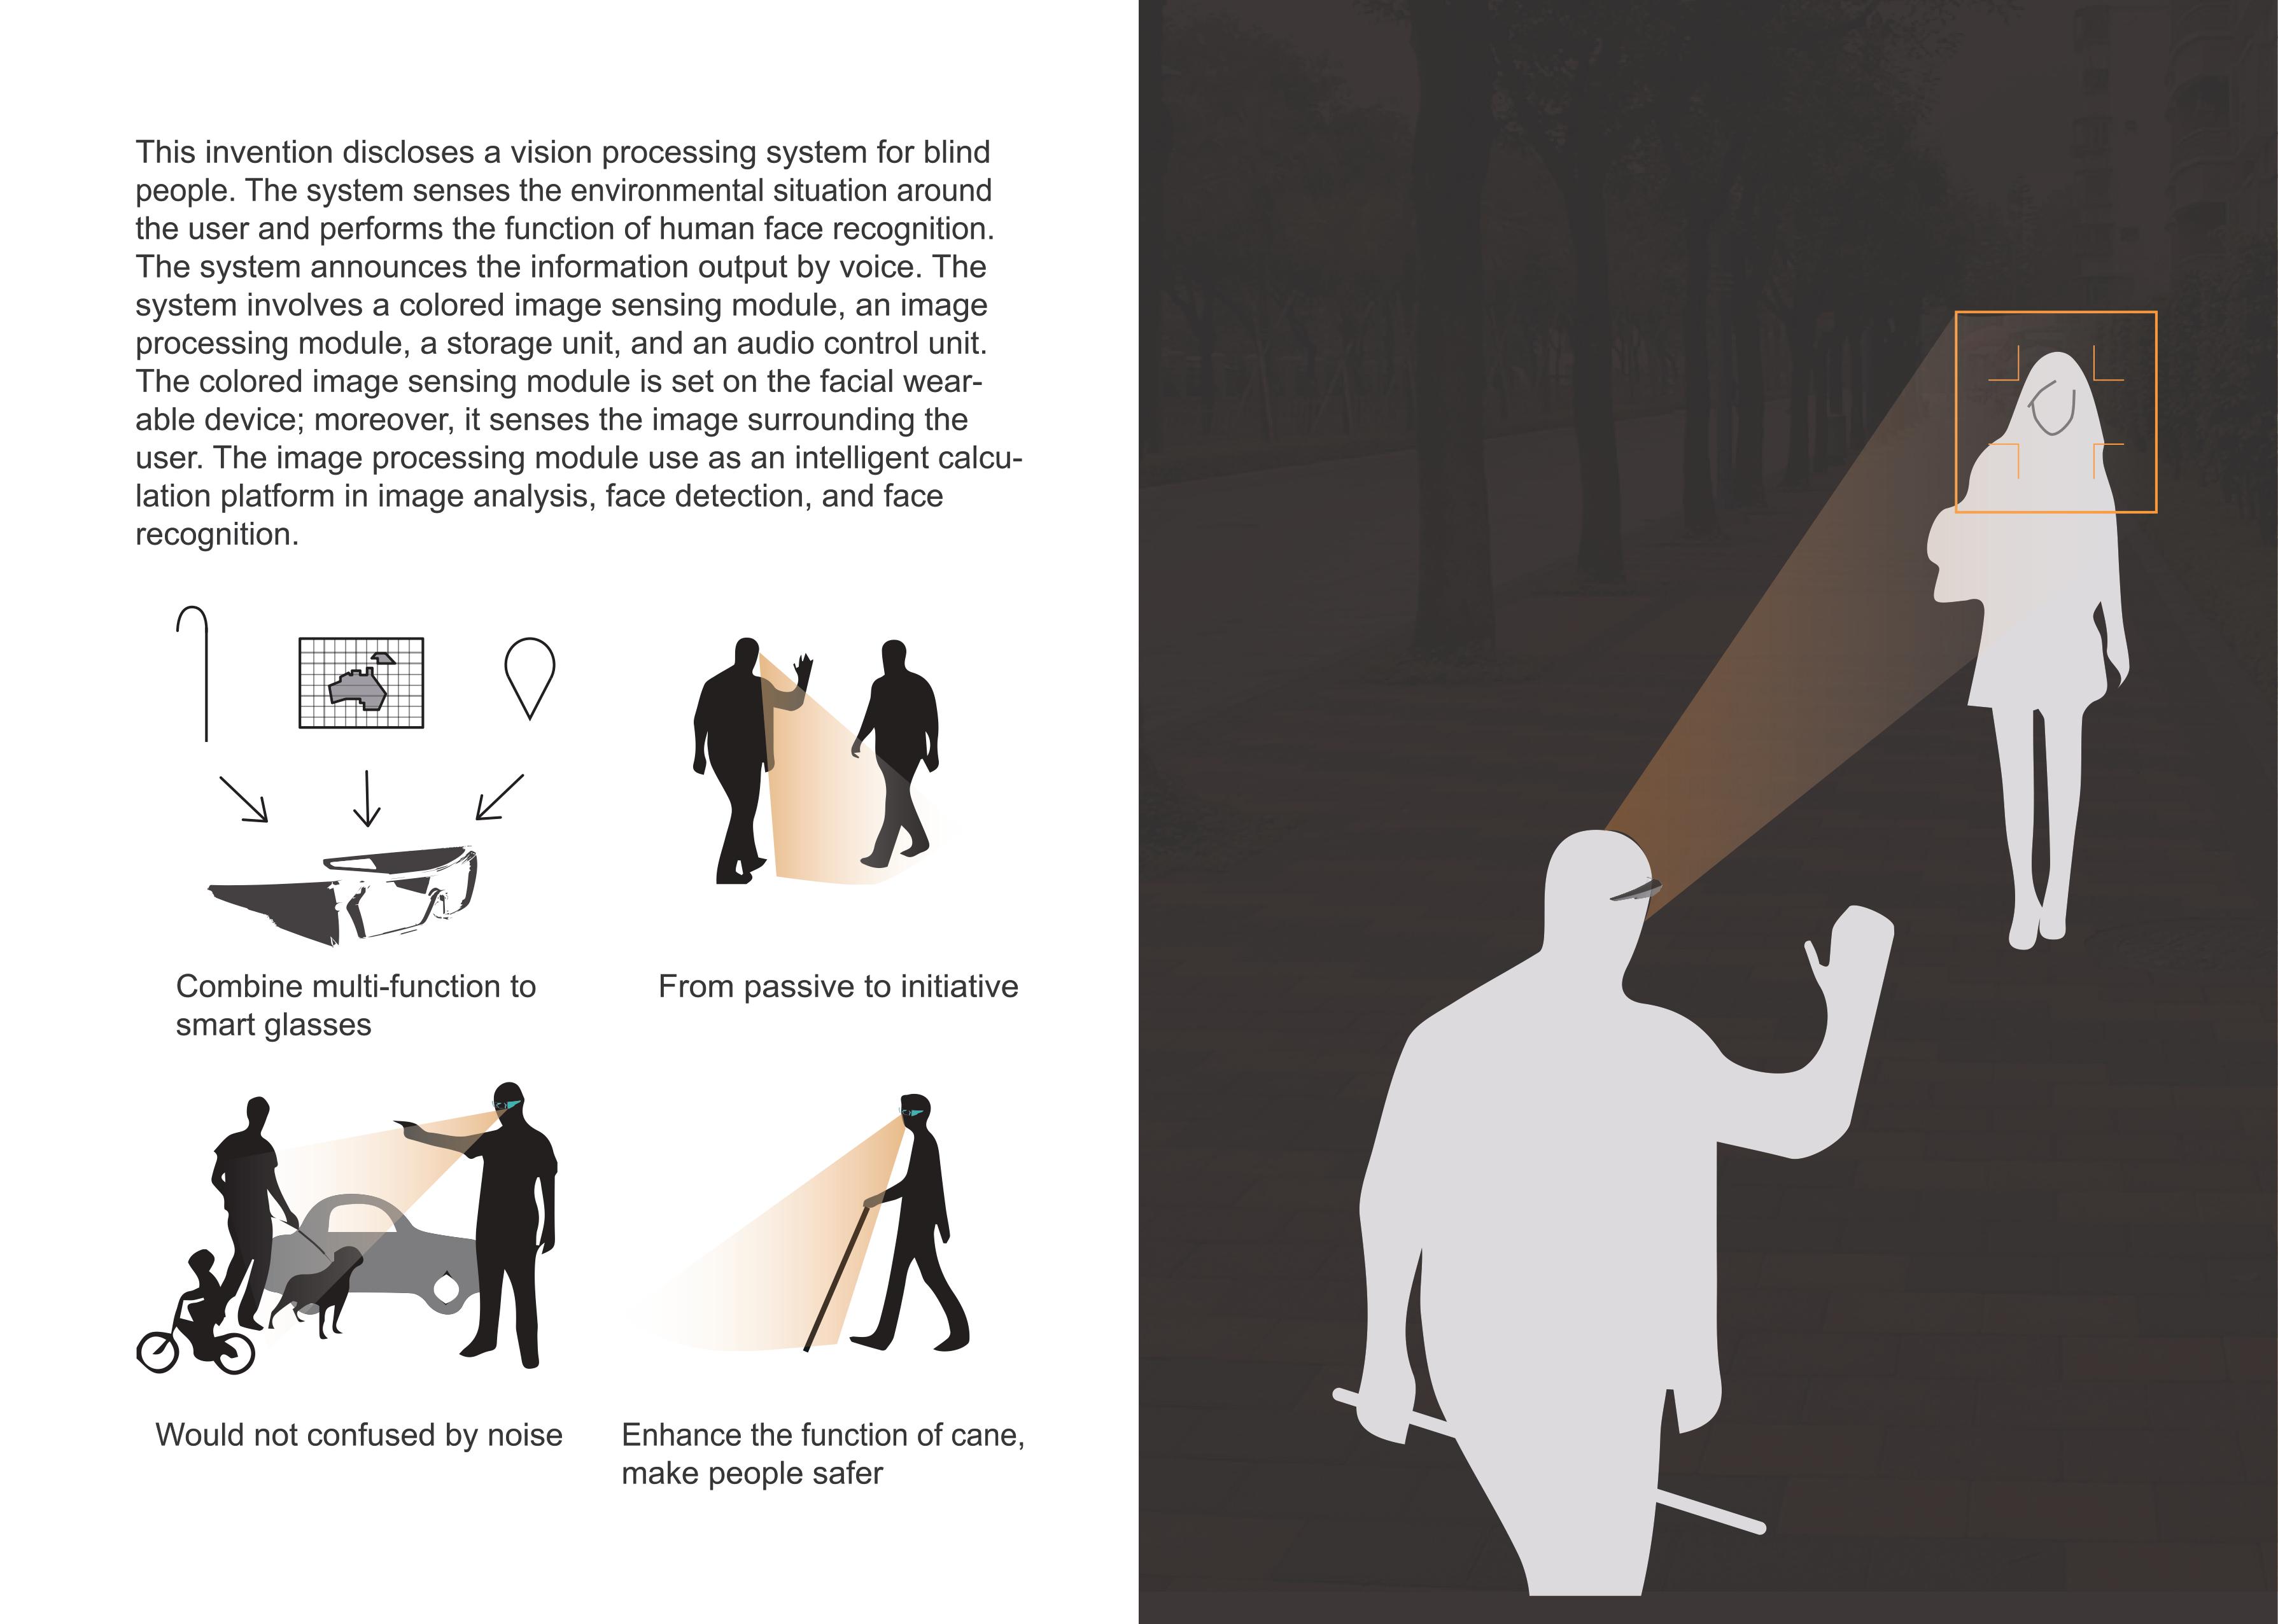 This invention discloses a vision processing system for blind
people. The system senses the environmental situation around
the user and performs the function of human face recognition.
The system announces the information output by voice. The
system involves a colored image sensing module, an image
processing module, a storage unit, and an audio control unit.
The colored image sensing module is set on the facial wear-
able device; moreover, it senses the image surrounding the
user. The image processing module use as an intelligent calcu-
lation platform in image analysis, face detection, and face
recognition.
Combine multi-function to
smart glasses
From passive to initiative
Would not confused by noise
Enhance the function of cane,
make people safer